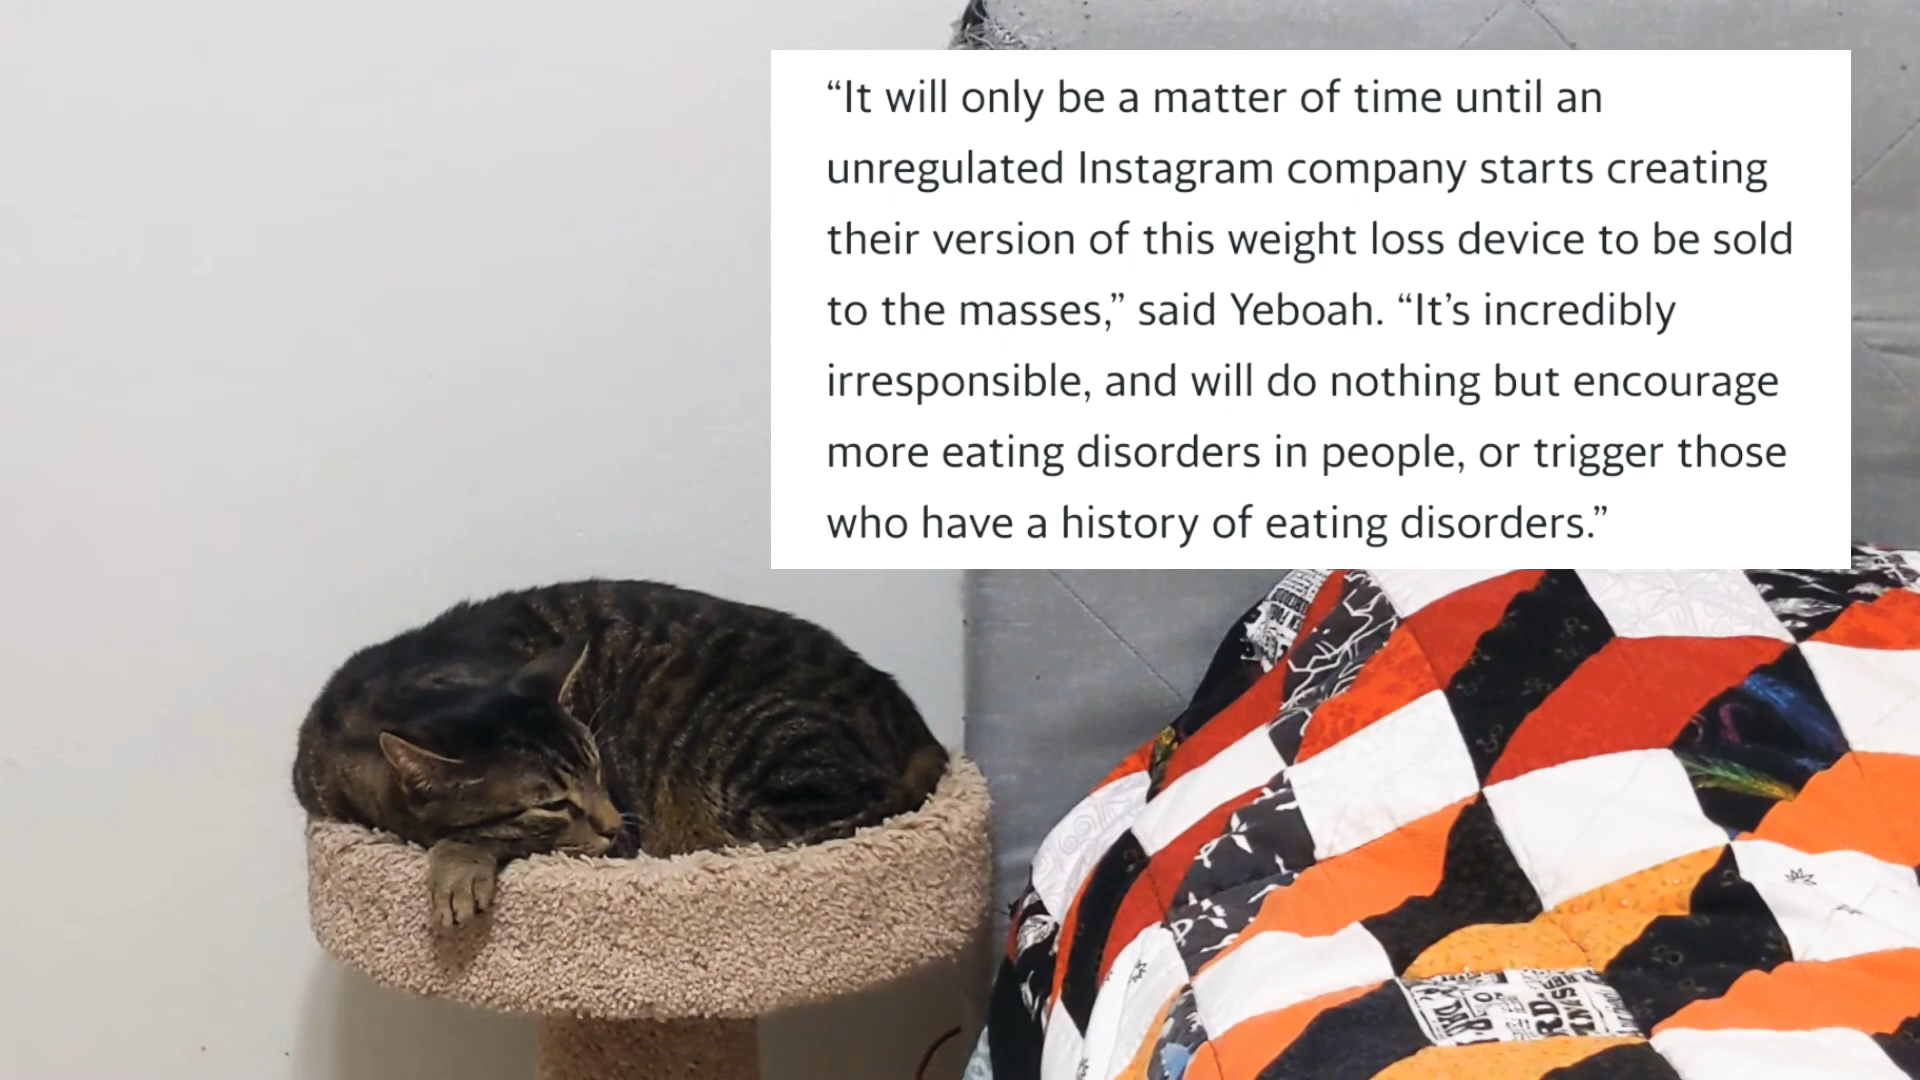 “It will only be a matter of time until an
unregulated Instagram company starts creating
their version of this weight loss device to be sold
to the masses,” said Yeboah. “It’s incredibly
irresponsible, and will do nothing but encourage
more eating disorders in people, or trigger those
who have a history of eating disorders.”